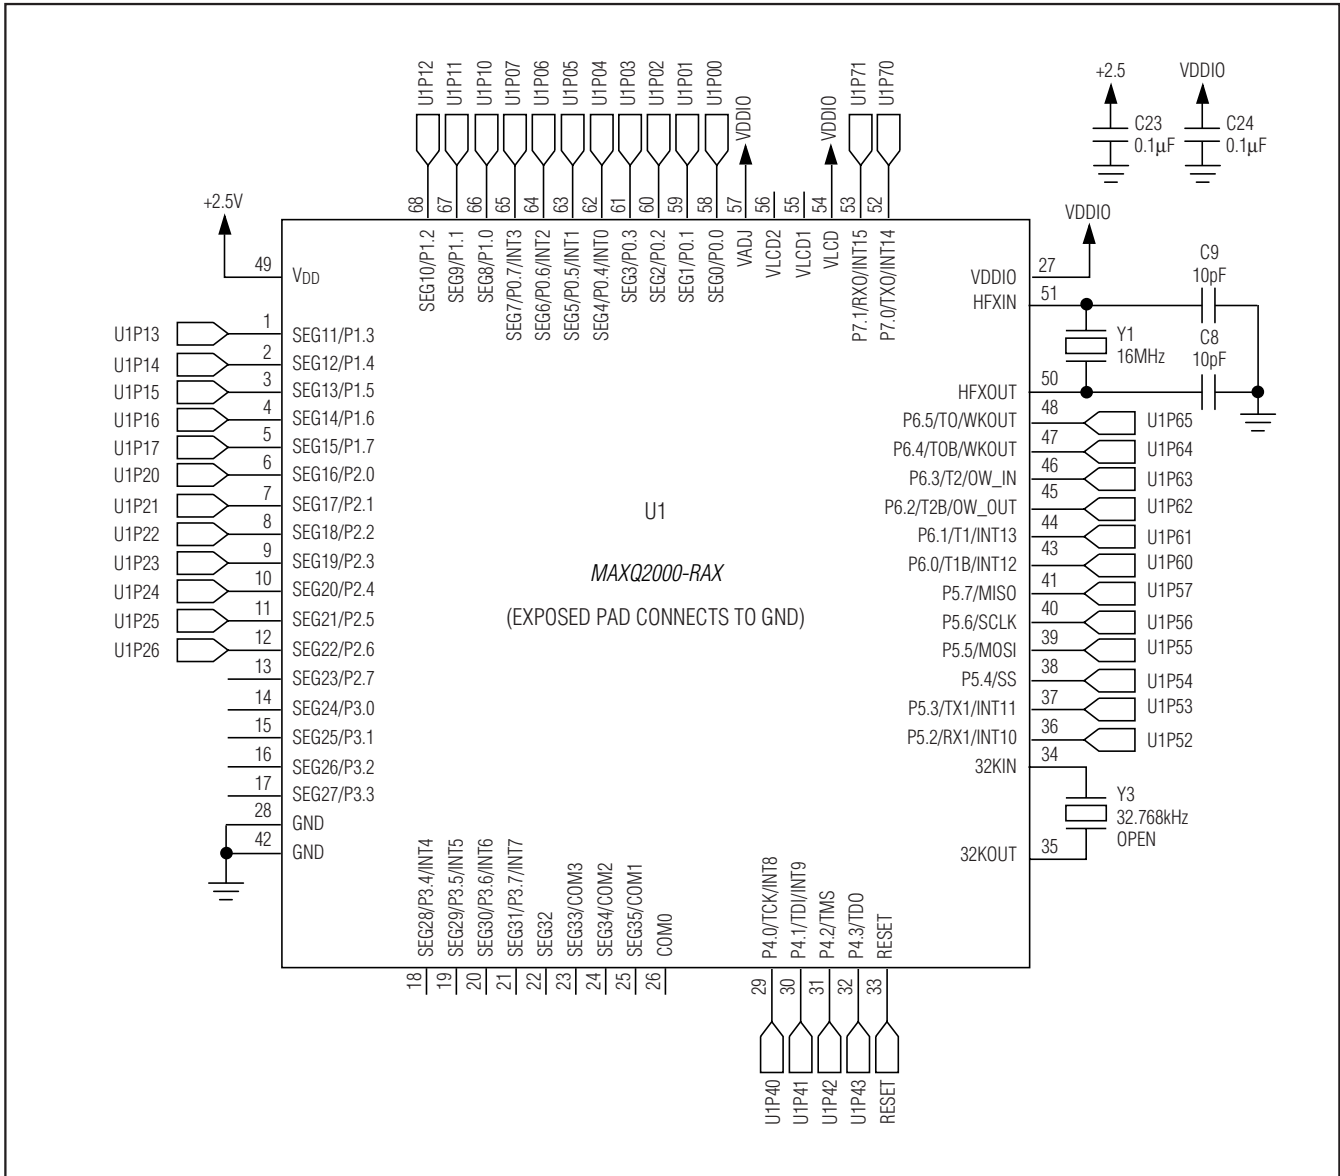 U1P12
U1P11
U1P10
U1P07
U1P06
U1P05
U1P04
U1P03
U1P02
U1P01
U1P00
VDDIO
VDDIO
U1P71
U1P70
+2.5
C23
0.1µF
VDDIO
C24
0.1µF
68
67
66
65
64
63
62
61
60
59
58
57
56
55
54
53
52
SEG10/P1.2
SEG9/P1.1
SEG8/P1.0
SEG7/P0.7/INT3
SEG6/P0.6/INT2
SEG5/P0.5/INT1
SEG4/P0.4/INT0
SEG3/P0.3
SEG2/P0.2
SEG1/P0.1
SEG0/P0.0
VADJ
VLCD2
VLCD1
VLCD
P7.1/RX0/INT15
P7.0/TX0/INT14
+2.5V
49 VDD
U1P13 1 SEG11/P1.3
U1P14 2 SEG12/P1.4
U1P15 3 SEG13/P1.5
U1P16 4 SEG14/P1.6
U1P17 5 SEG15/P1.7
U1P20 6 SEG16/P2.0
U1P21 7 SEG17/P2.1
U1P22 8 SEG18/P2.2
U1P23 9 SEG19/P2.3
U1P24 10 SEG20/P2.4
U1P25 11 SEG21/P2.5
U1P26 12 SEG22/P2.6
13 SEG23/P2.7
14 SEG24/P3.0
15 SEG25/P3.1
16 SEG26/P3.2
17 SEG27/P3.3
28 GND
42 GND
U1
MAXQ2000-RAX
(EXPOSED PAD CONNECTS TO GND)
VDDIO
VDDIO 27
HFXIN 51
C9
10pF
Y1
16MHz
C8
10pF
HFXOUT 50
P6.5/TO/WKOUT 48 U1P65
P6.4/TOB/WKOUT 47 U1P64
P6.3/T2/OW_IN 46 U1P63
P6.2/T2B/OW_OUT 45 U1P62
P6.1/T1/INT13 44 U1P61
P6.0/T1B/INT12 43 U1P60
P5.7/MISO 41 U1P57
P5.6/SCLK 40 U1P56
P5.5/MOSI 39 U1P55
P5.4/SS 38 U1P54
P5.3/TX1/INT11 37 U1P53
P5.2/RX1/INT10 36 U1P52
32KIN 34
Y3
32.768kHz
OPEN
32KOUT 35
SEG28/P3.4/INT4
SEG29/P3.5/INT5
SEG30/P3.6/INT6
SEG31/P3.7/INT7
SEG32
SEG33/COM3
SEG34/COM2
SEG35/COM1
COM0
P4.0/TCK/INT8
P4.1/TDI/INT9
P4.2/TMS
P4.3/TDO
RESET
18
19
20
21
22
23
24
25
26
29
30
31
32
33
U1P40
U1P41
U1P42
U1P43
RESET